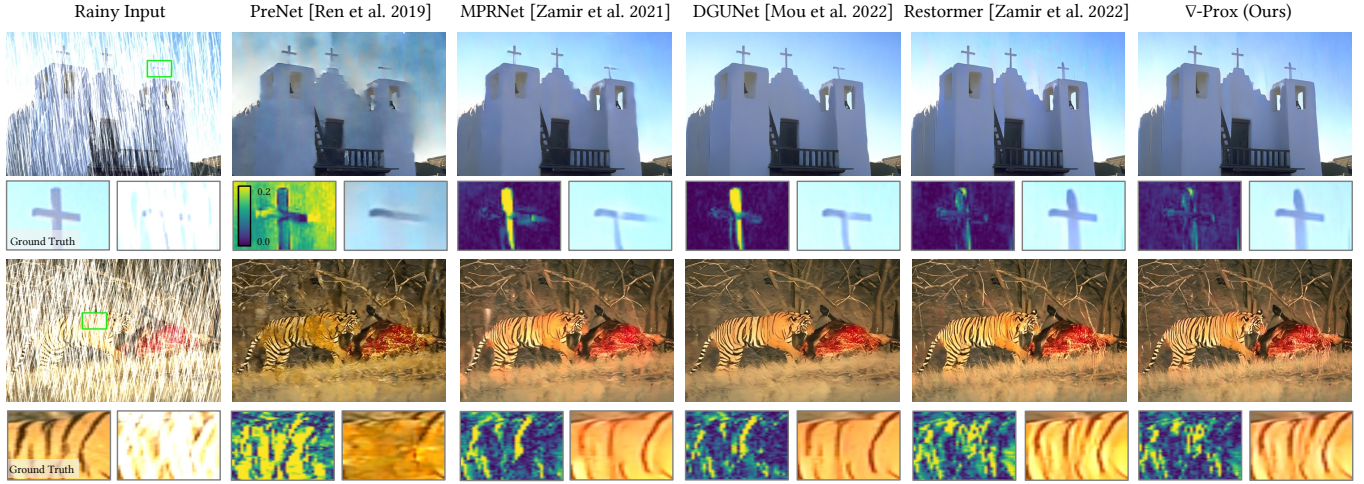 Rainy Input
PreNet [Ren et al. 2019]
MPRNet [Zamir et al. 2021]
DGUNet [Mou et al. 2022]
Restormer [Zamir et al. 2022]
∇-Prox (Ours)
Ground Truth
0.2
0.0
Ground Truth